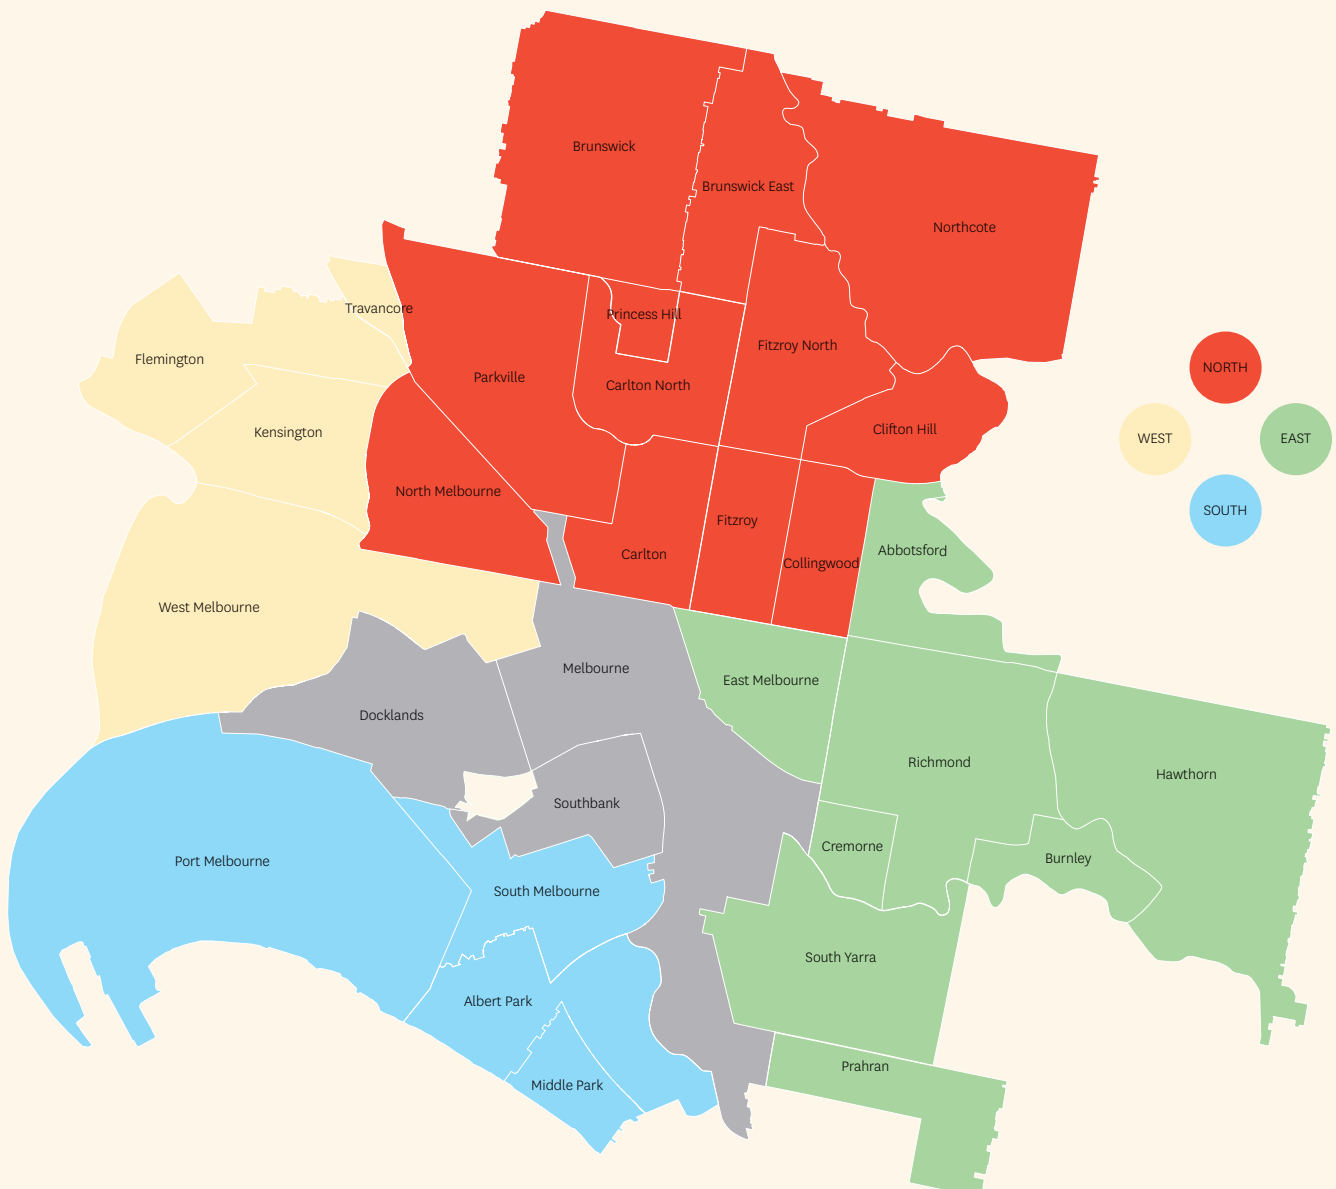 Brunswick
Brunswick East
Northcote
Travancore
Princess Hill
Flemington
Fitzroy North
Parkville
Carlton North
NORTH
Kensington
Clifton Hill
WEST
EAST
North Melbourne
SOUTH
Fitzroy
Carlton
Abbotsford
Collingwood
West Melbourne
Melbourne
East Melbourne
Docklands
Richmond
Hawthorn
Southbank
Port Melbourne
Cremorne
Burnley
South Melbourne
South Yarra
Albert Park
Prahran
Middle Park